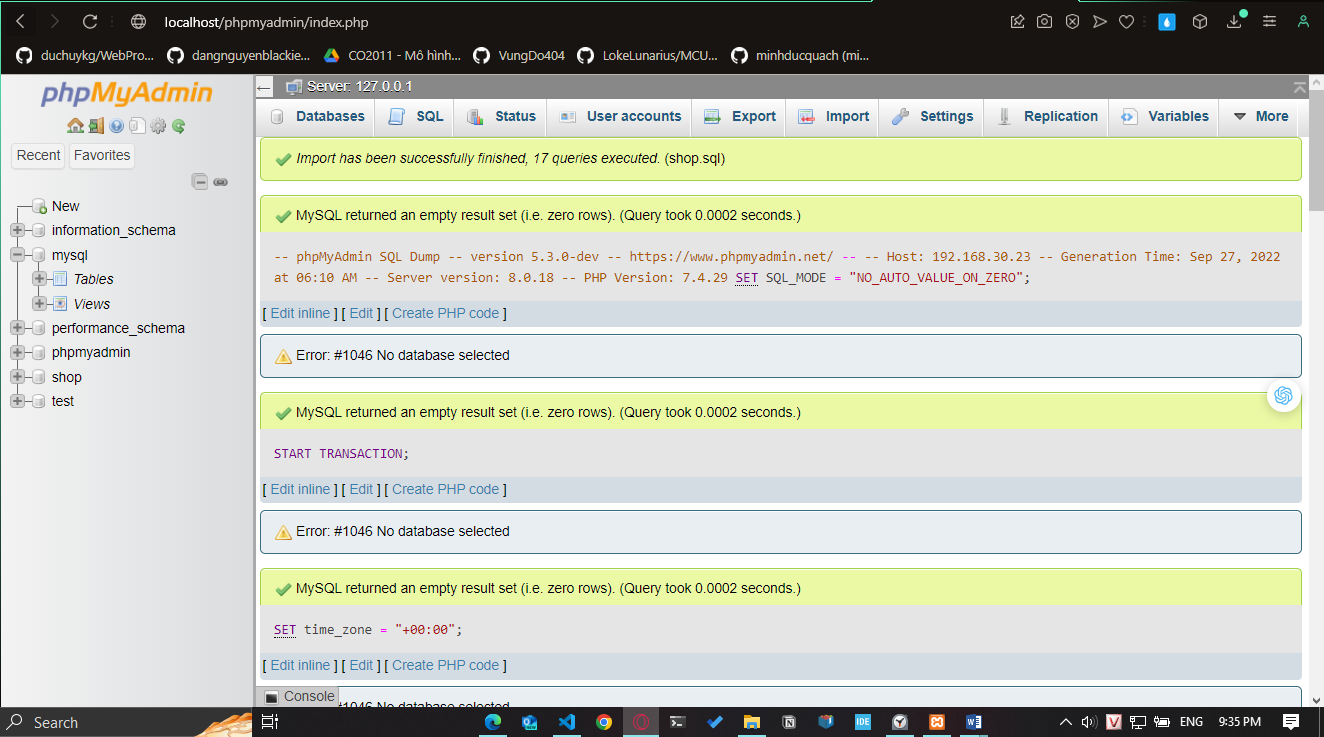 localhost/phpmyadmin/index.php
duchuykg/WebPro... dangnguyenblackie... CO2011 - Mô hình... VungDo404 LokeLunarius/MCU... minhducquach (mi...
phpMyAdmin
Recent Favorites
New
information_schema
mysql
Tables
Views
performance_schema
phpmyadmin
shop
test
Server: 127.0.0.1
Databases SQL Status User accounts Export Import Settings Replication Variables More
Import has been successfully finished, 17 queries executed. (shop.sql)
MySQL returned an empty result set (i.e. zero rows). (Query took 0.0002 seconds.)
-- phpMyAdmin SQL Dump -- version 5.3.0-dev -- https://www.phpmyadmin.net/ -- -- Host: 192.168.30.23 -- Generation Time: Sep 27, 2022
at 06:10 AM -- Server version: 8.0.18 -- PHP Version: 7.4.29 SET SQL_MODE = "NO_AUTO_VALUE_ON_ZERO";
[ Edit inline ] [ Edit ] [ Create PHP code ]
Error: #1046 No database selected
MySQL returned an empty result set (i.e. zero rows). (Query took 0.0002 seconds.)
START TRANSACTION;
[ Edit inline ] [ Edit ] [ Create PHP code ]
Error: #1046 No database selected
MySQL returned an empty result set (i.e. zero rows). (Query took 0.0002 seconds.)
SET time_zone = "+00:00";
[ Edit inline ] [ Edit ] [ Create PHP code ]
Console
#1046 No database selected
Search IDE ENG 9:35 PM